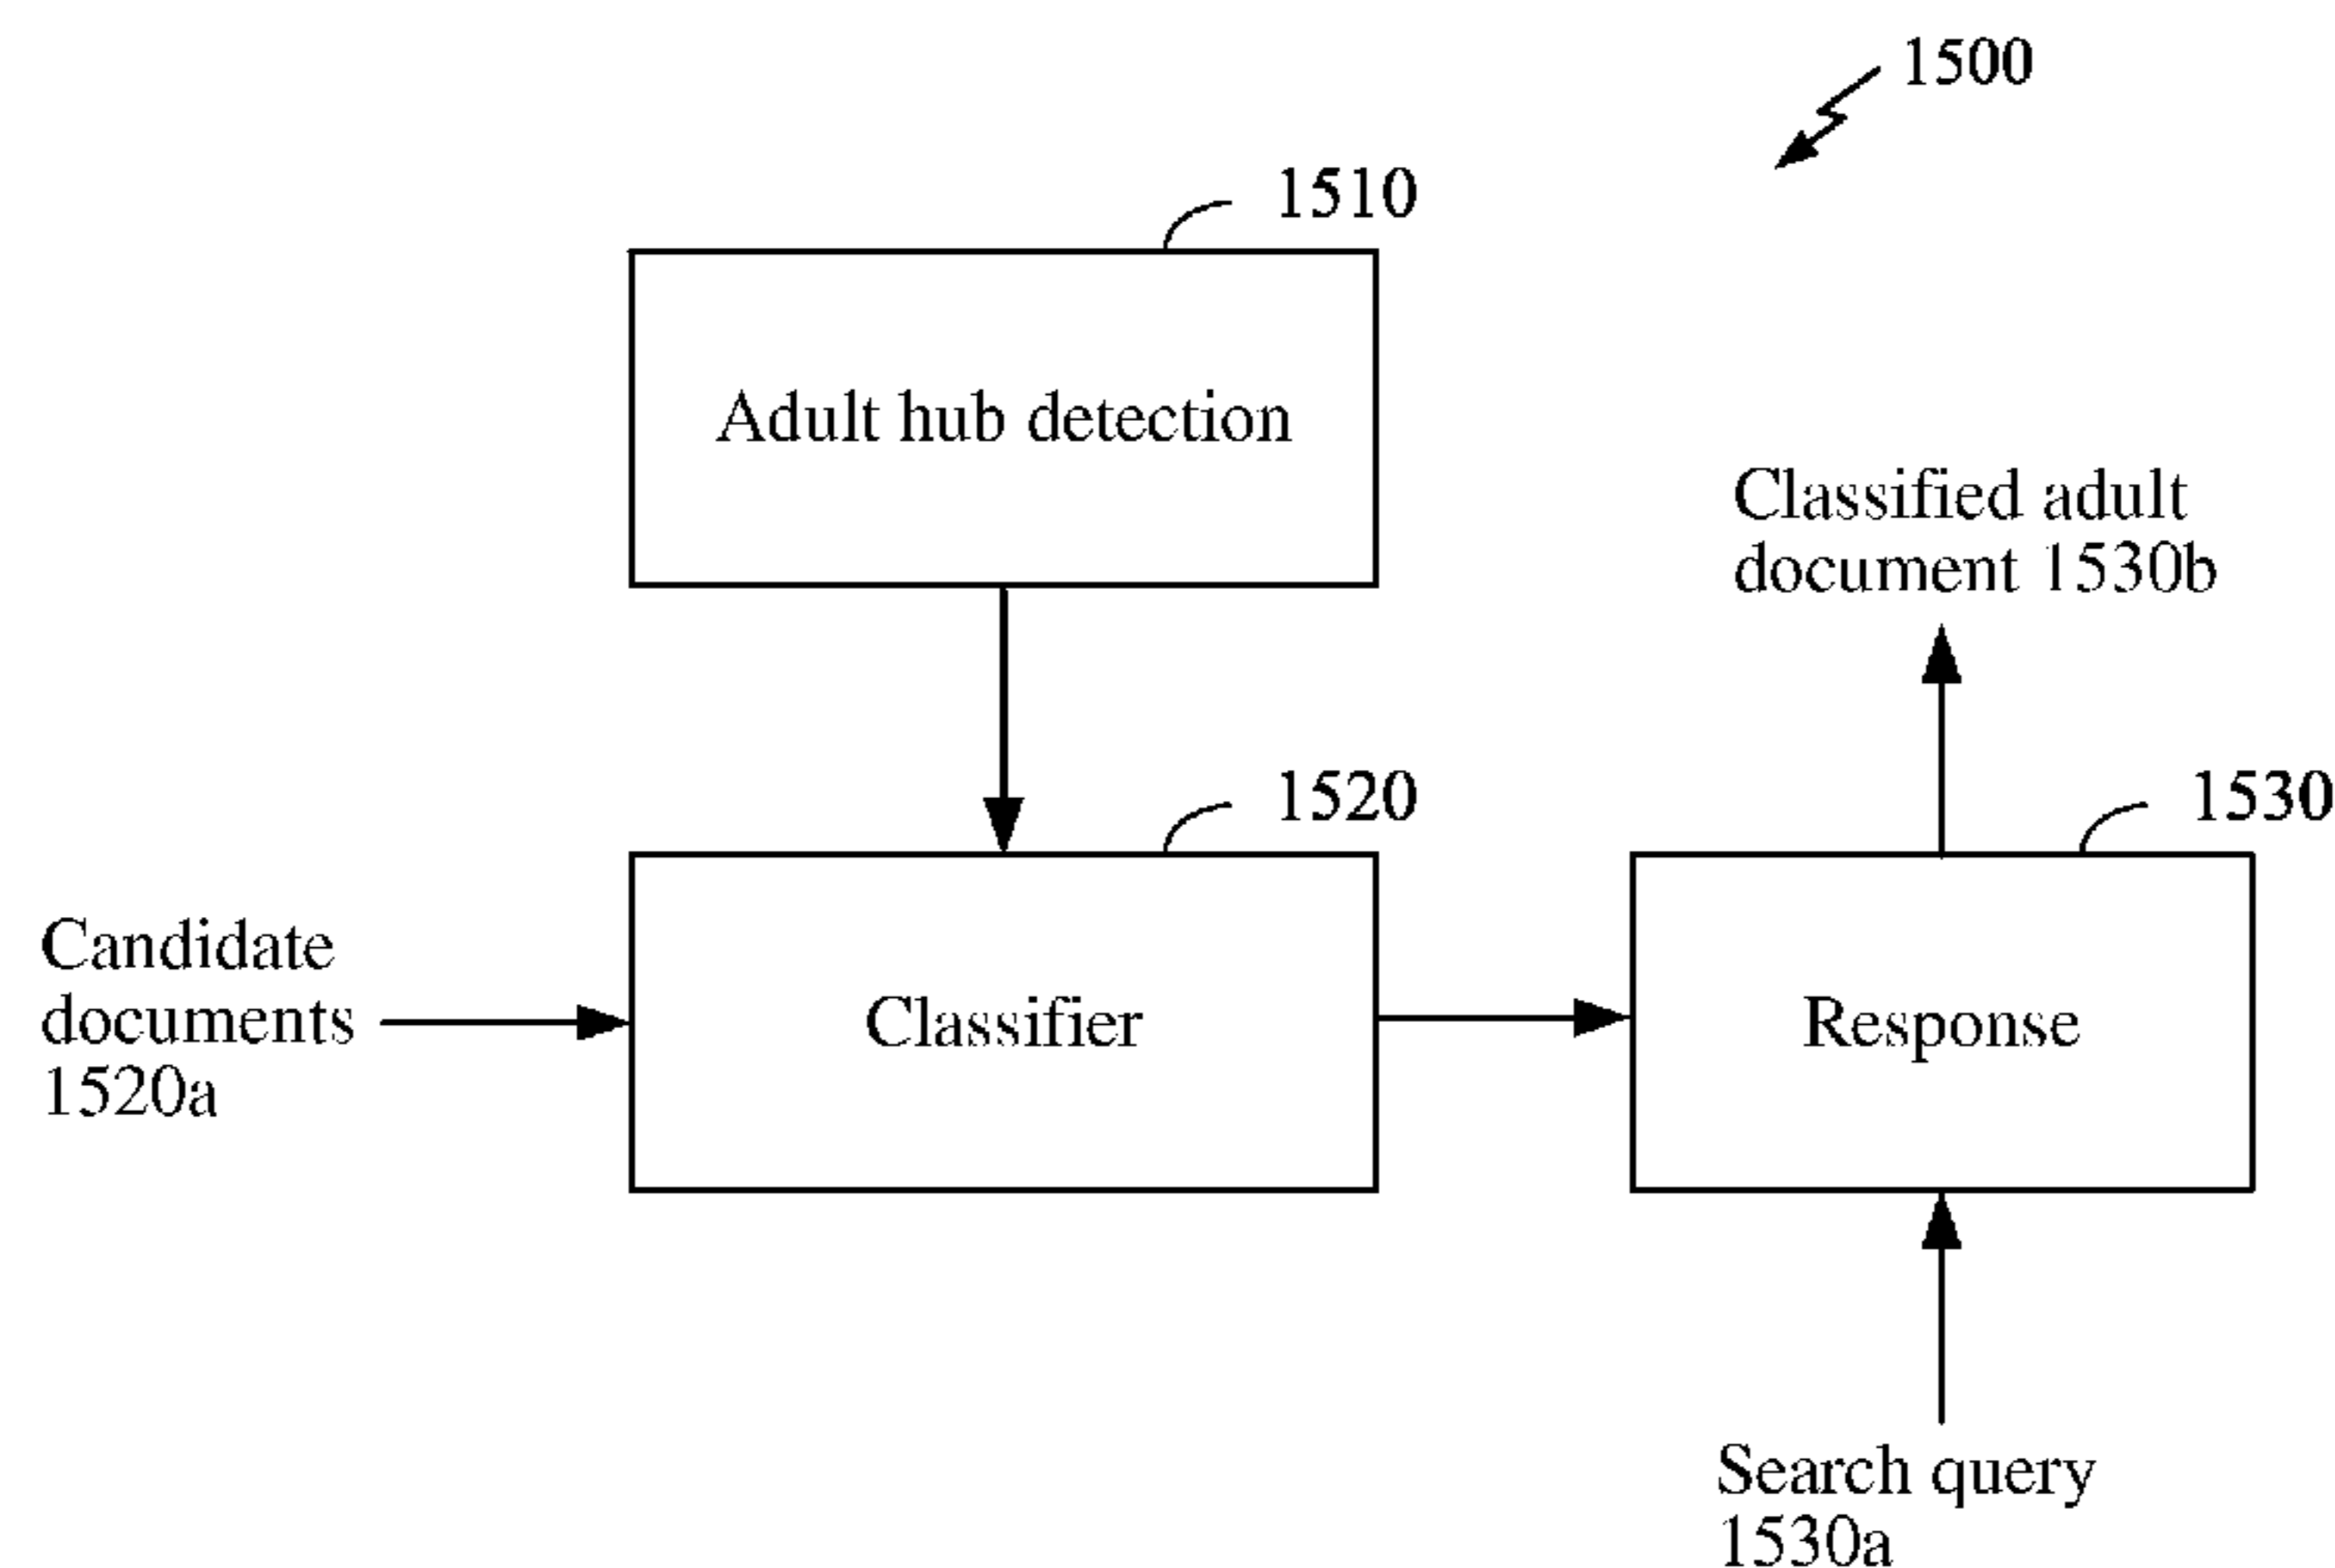 1500
1510
Adult hub detection
Classified adult
document 1530b
1520
1530
Candidate
documents
1520a
Classifier
Response
Search query
1530a